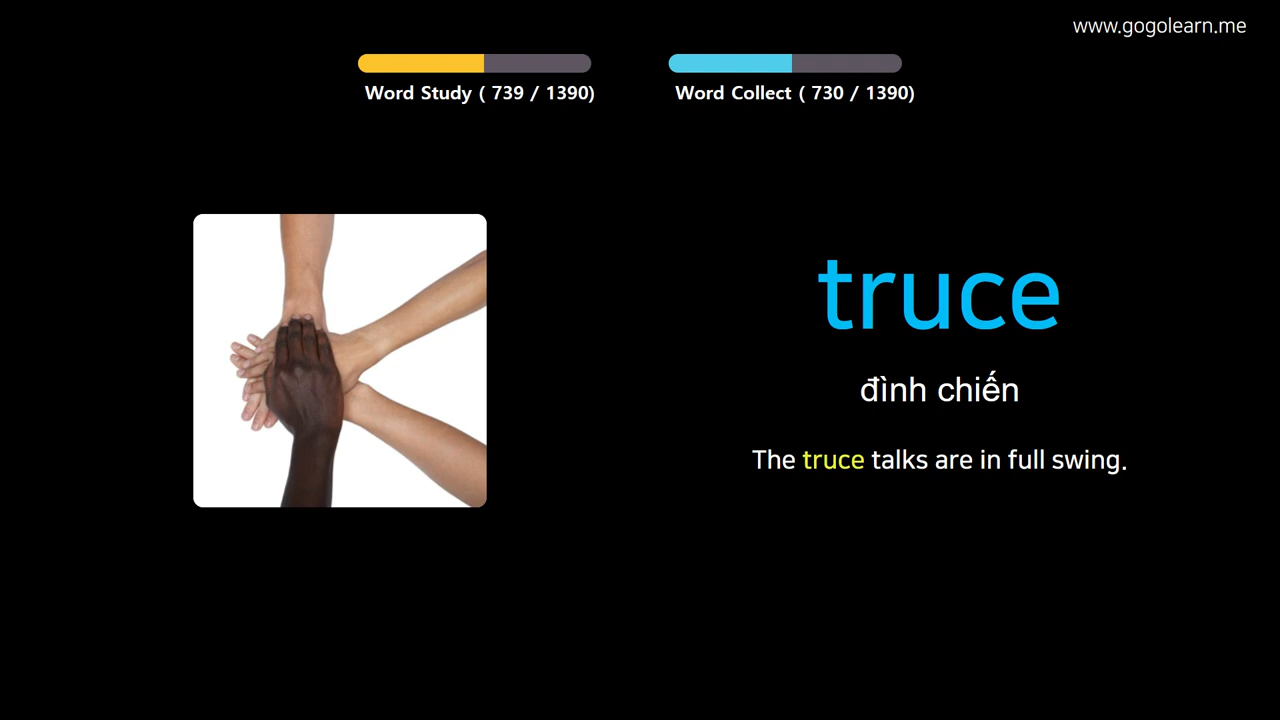 www.gogolearn.me
Word Study ( 739 / 1390)
Word Collect ( 730 / 1390)
truce
đình chiến
The truce talks are in full swing.